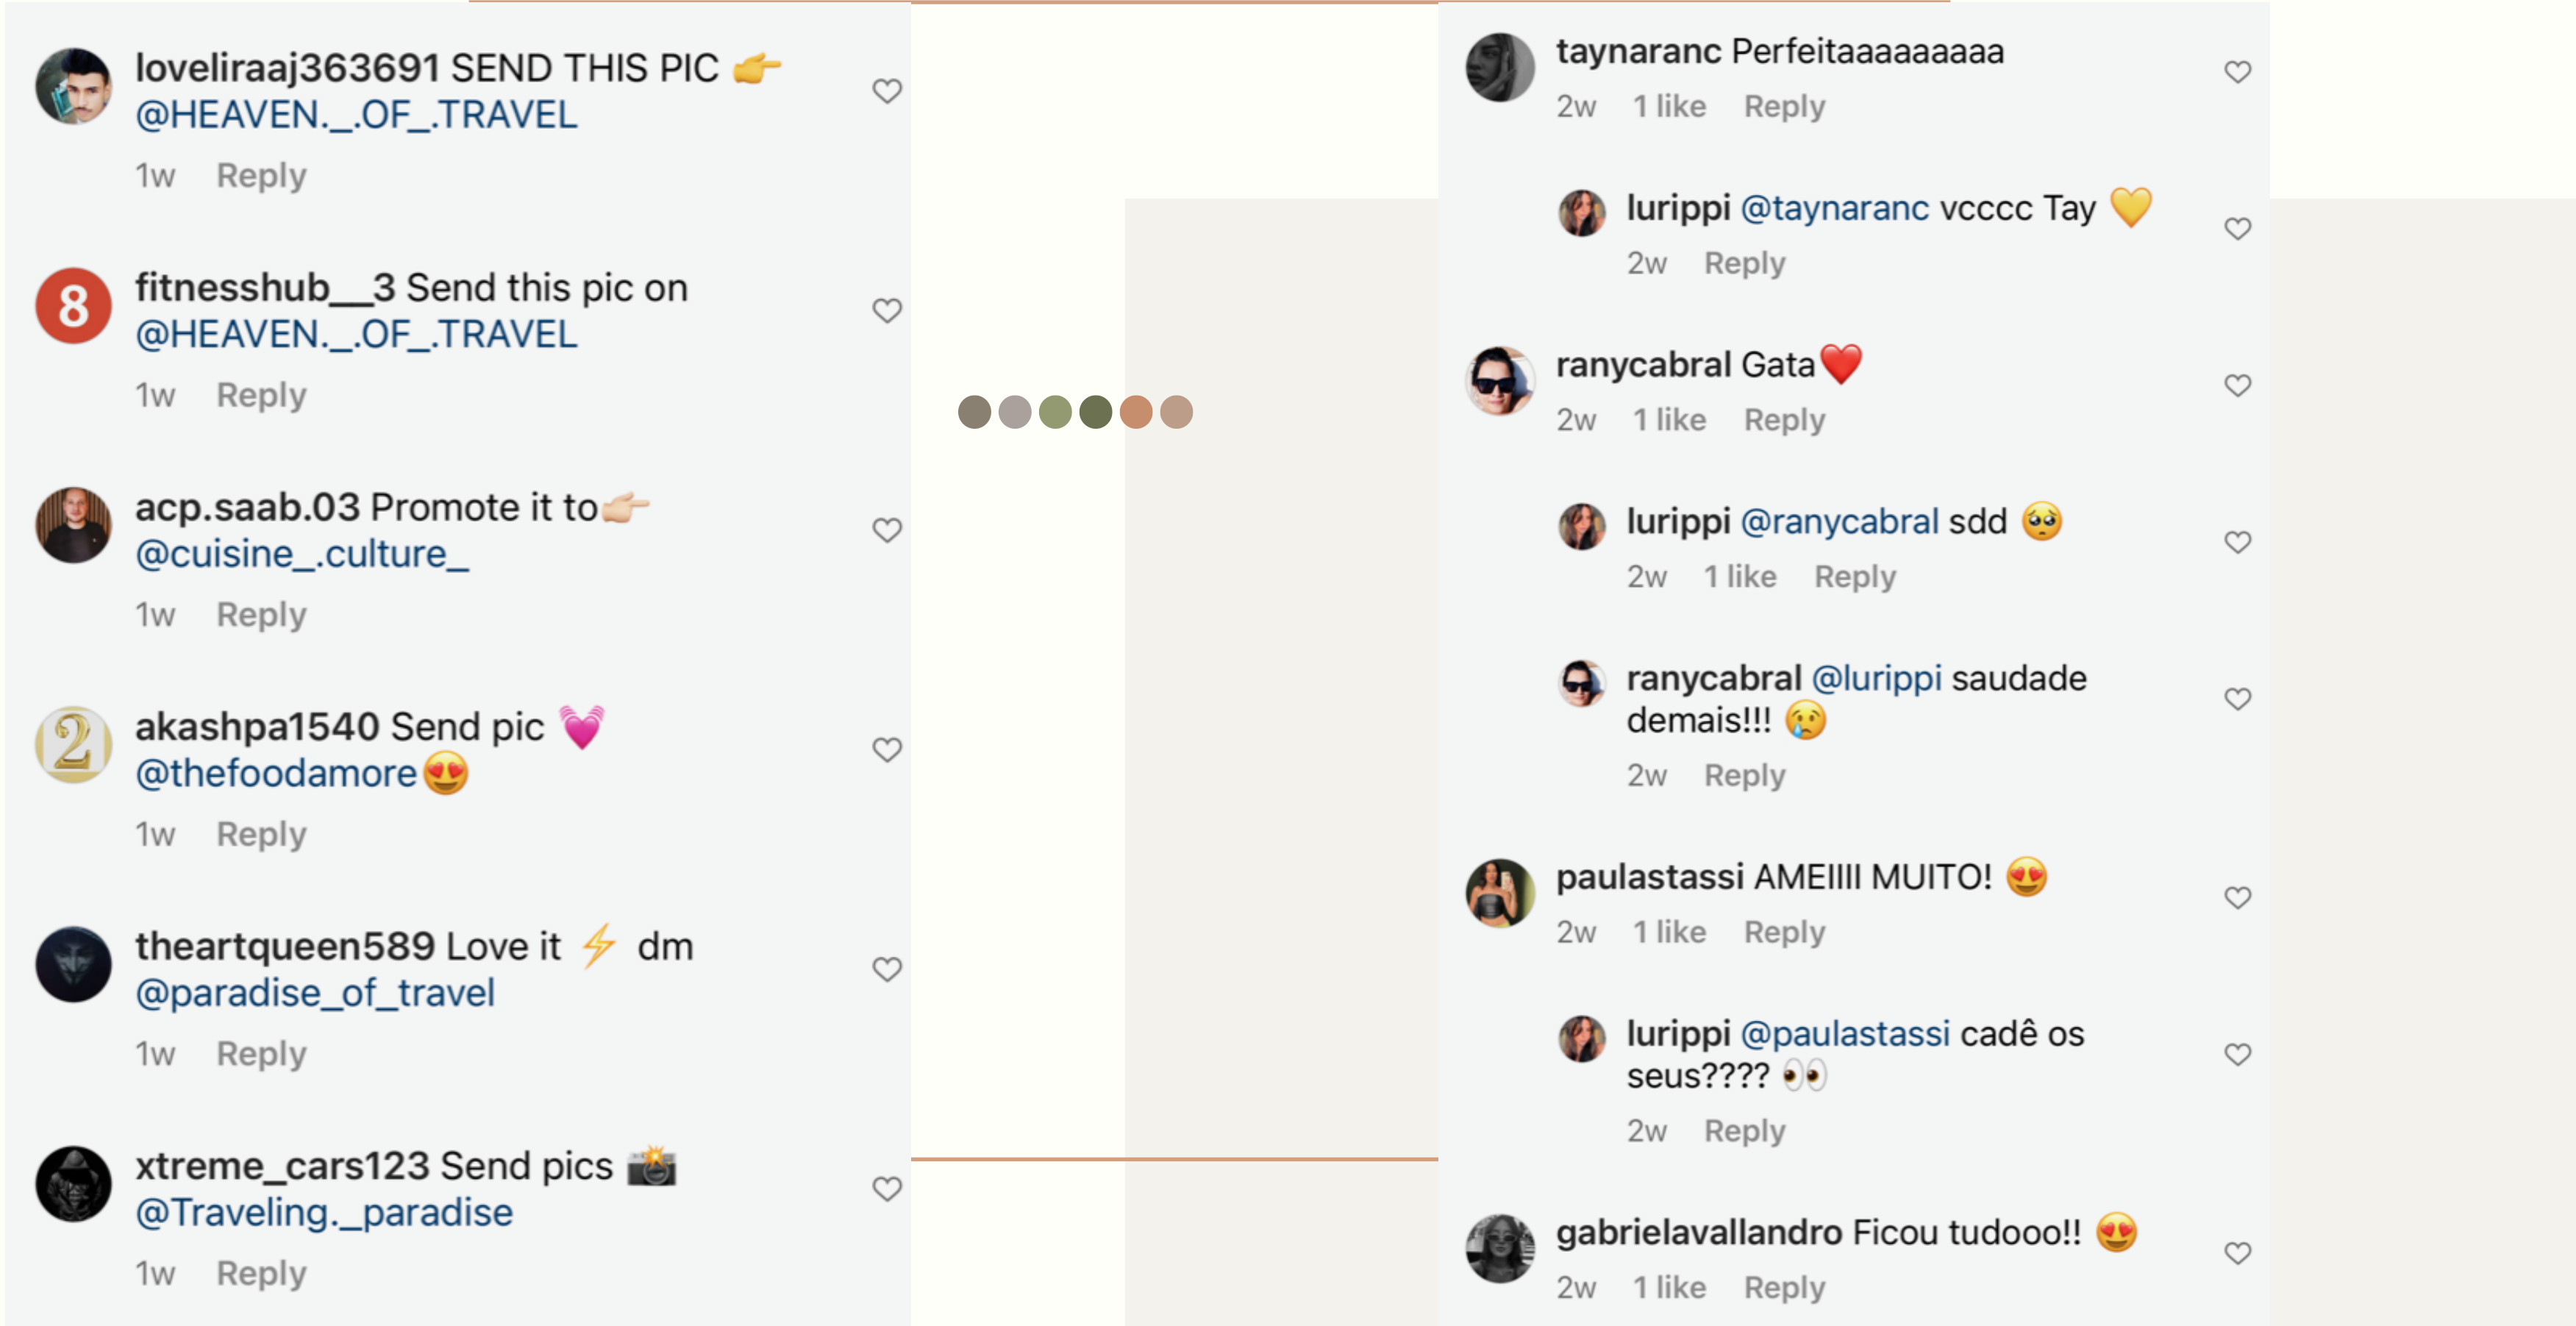 loveliraaj363691 SEND THIS PIC 👉
@HEAVEN._.OF_.TRAVEL
1w Reply
fitnesshub__3 Send this pic on
@HEAVEN._.OF_.TRAVEL
1w Reply
8
acp.saab.03 Promote it to👉🏻
@cuisine_.culture_
1w Reply
akashpa1540 Send pic 💓
@thefoodamore😍
1w Reply
2
theartqueen589 Love it ⚡ dm
@paradise_of_travel
1w Reply
xtreme_cars123 Send pics 📸
@Traveling._paradise
1w Reply
taynaranc Perfeitaaaaaaaaa
2w 1 like Reply
lurippi @taynaranc vcccc Tay 💛
2w Reply
ranycabral Gata❤️
2w 1 like Reply
lurippi @ranycabral sdd 🥺
2w 1 like Reply
ranycabral @lurippi saudade
demais!!! 😢
2w Reply
paulastassi AMEIIII MUITO! 😍
2w 1 like Reply
lurippi @paulastassi cadê os
seus???? 👀
2w Reply
gabrielavallandro Ficou tudooo!! 😍
2w 1 like Reply